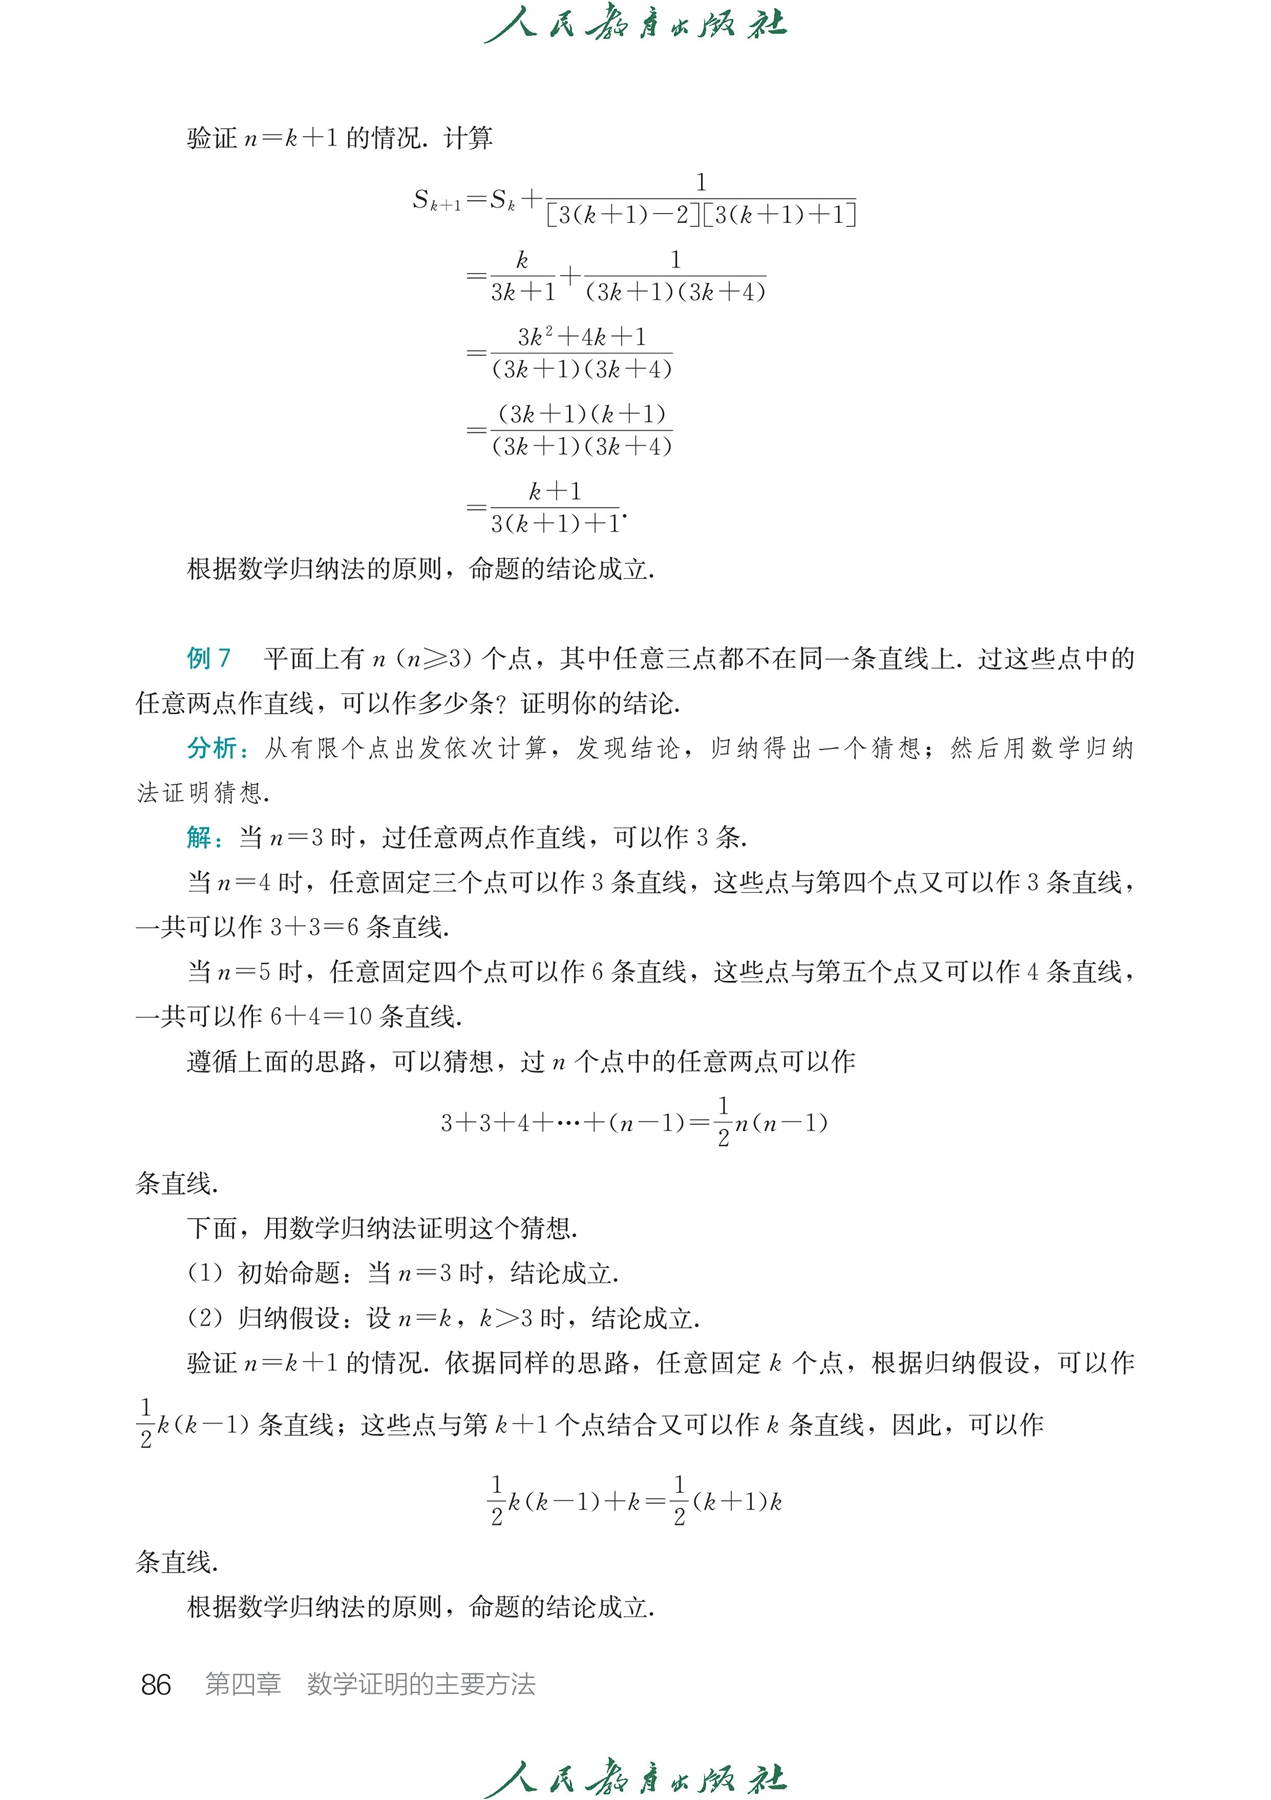 人民教育出版社
验证 n=k+1 的情况. 计算
S_{k+1}=S_k+\frac{1}{[3(k+1)-2][3(k+1)+1]}
=\frac{k}{3k+1}+\frac{1}{(3k+1)(3k+4)}
=\frac{3k^2+4k+1}{(3k+1)(3k+4)}
=\frac{(3k+1)(k+1)}{(3k+1)(3k+4)}
=\frac{k+1}{3(k+1)+1}.
根据数学归纳法的原则，命题的结论成立.
例 7 平面上有 n (n⩾3) 个点，其中任意三点都不在同一条直线上. 过这些点中的
任意两点作直线，可以作多少条？证明你的结论.
分析：从有限个点出发依次计算，发现结论，归纳得出一个猜想；然后用数学归纳
法证明猜想.
解：当 n=3 时，过任意两点作直线，可以作 3 条.
当 n=4 时，任意固定三个点可以作 3 条直线，这些点与第四个点又可以作 3 条直线，
一共可以作 3+3=6 条直线.
当 n=5 时，任意固定四个点可以作 6 条直线，这些点与第五个点又可以作 4 条直线，
一共可以作 6+4=10 条直线.
遵循上面的思路，可以猜想，过 n 个点中的任意两点可以作
3+3+4+…+(n-1)=\frac{1}{2}n(n-1)
条直线.
下面，用数学归纳法证明这个猜想.
（1）初始命题：当 n=3 时，结论成立.
（2）归纳假设：设 n=k，k>3 时，结论成立.
验证 n=k+1 的情况. 依据同样的思路，任意固定 k 个点，根据归纳假设，可以作
\frac{1}{2}k(k-1) 条直线；这些点与第 k+1 个点结合又可以作 k 条直线，因此，可以作
\frac{1}{2}k(k-1)+k=\frac{1}{2}(k+1)k
条直线.
根据数学归纳法的原则，命题的结论成立.
86 第四章 数学证明的主要方法
人民教育出版社